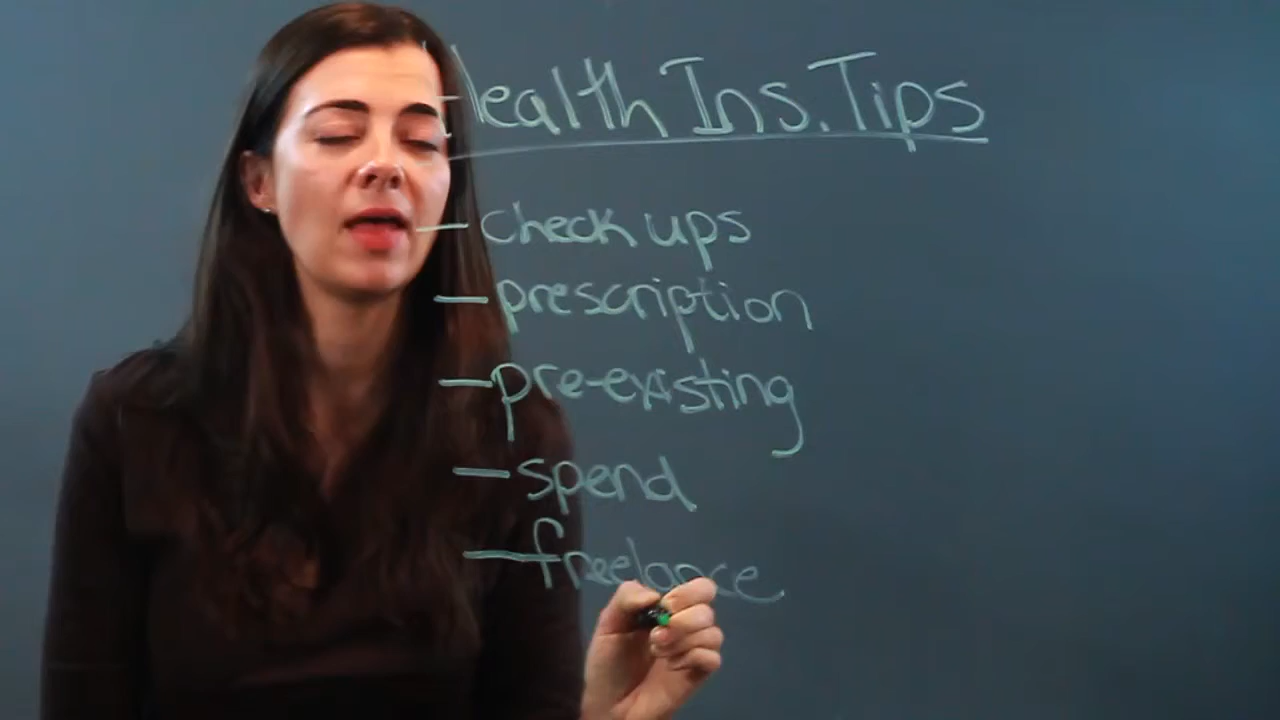 Health Ins. Tips
- check ups
- prescription
- pre-existing
- spend
- freelance